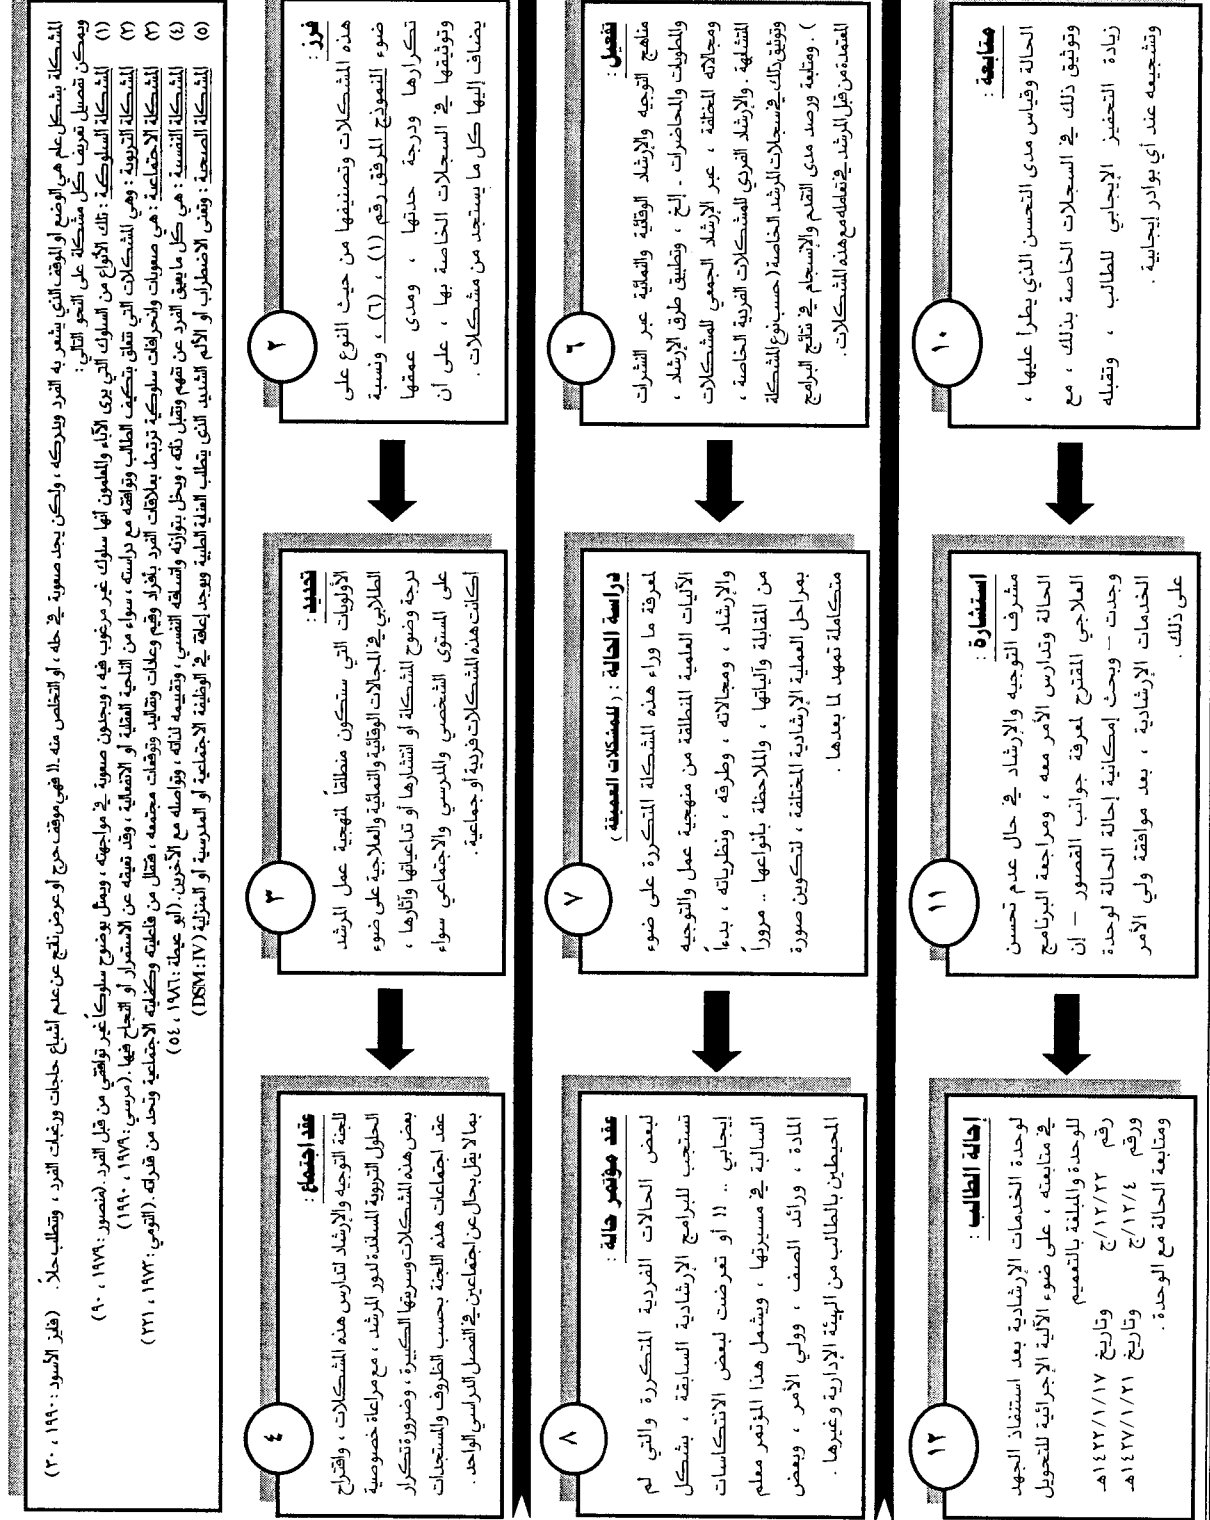 المشكلة بشكل عام هي الوضع أو الموقف الذي يشعر به الفرد ويدركه ، ولكن يجد صعوبة في حله ، أو التخلص منه .. (( فهي موقف حرج أو عرض ناتج عن عدم إشباع حاجات ورغبات الفرد ، وتتطلب حلاً . (فايز الأسود : ١٩٩٠ ، ٣٠)
ويمكن تفصيل تعريف كل مشكلة على النحو التالي :
(١) المشكلة السلوكية : تلك الأنواع من السلوك التي يرى الآباء والمعلمون أنها سلوك غير مرغوب فيه ، ويجدون صعوبة في مواجهته ، ويمثل بوضوح سلوكاً غير توافقي من قبل الفرد . (منصور : ١٩٧٩ ، ٩٠)
(٢) المشكلة التربوية : وهي المشكلات التي تتعلق بتكيف الطالب وتوافقه مع دراسته ، سواء من الناحية العقلية أو الانفعالية ، وقد تعيقه عن الاستمرار أو النجاح فيها . (مرسي : ١٩٧٩ ، ١٩٩٠)
(٣) المشكلة الاجتماعية : هي صعوبات وانحرافات سلوكية ترتبط بعلاقات الفرد بأفراد وقيم وعادات وتقاليد وتوقعات مجتمعه ، فتقلل من فاعليته وكفايته الاجتماعية وتحد من قدراته . (التومي : ١٩٧٣ ، ٢٢١)
(٤) المشكلة النفسية : هي كل ما يعيق الفرد عن تفهم وتقبل ذاته ، ويخل بتوازنه واتساقه النفسي ، وتقييمه لذاته ، وتواصله مع الآخرين . (أبو عيطة : ١٩٨٦ ، ٥٤)
(٥) المشكلة الصحية : وتعني الاضطراب أو الألم الشديد الذي يتطلب العناية الطبية ويوجد إعاقة في الوظيفة الاجتماعية أو المدرسية أو المنزلية (DSM : IV)
٢
فرز :
هذه المشكلات وتصنيفها من حيث النوع على
ضوء النموذج المرفق رقم (١) ، (٦) ، ونسبة
تكرارها ودرجة حدتها ، ومدى عمقها
وتوثيقها في السجلات الخاصة بها ، على أن
يضاف إليها كل ما يستجد من مشكلات .
٣
تحديد :
الأولويات التي ستكون منطلقاً لمنهجية عمل المرشد
الطلابي في المجالات الوقائية والنمائية والعلاجية على ضوء
درجة وضوح المشكلة أو انتشارها أو تداعياتها وآثارها ،
على المستوى الشخصي والمدرسي والاجتماعي سواء
أكانت هذه المشكلات فردية أو جماعية .
٤
عقد اجتماع :
للجنة التوجيه والإرشاد لتدارس هذه المشكلات ، واقتراح
الحلول التربوية المساندة لدور المرشد ، مع مراعاة خصوصية
بعض هذه المشكلات وسريتها الكبيرة ، وضرورة تكرار
عقد اجتماعات هذه اللجنة بحسب الظروف والمستجدات
بما لا يقل بحال عن اجتماعين في الفصل الدراسي الواحد .
٦
تفعيل :
مناهج التوجيه والإرشاد الوقائية والنمائية عبر النشرات
والمطويات والمحاضرات ـ إلخ ، وتطبيق طرق الإرشاد ،
ومجالاته المختلفة ، عبر الإرشاد الجمعي للمشكلات
المتشابهة . والإرشاد الفردي للمشكلات الفردية الخاصة ،
وتوثيق ذلك في سجلات المرشد الخاصة ( حسب نوع المشكلة
) . ومتابعة ورصد مدى التقدم والانسجام في نتائج البرامج
المعتمدة من قبل المرشد في تعامله مع هذه المشكلات .
٧
دراسة الحالة : ( للمشكلات العميقة )
لمعرفة ما وراء هذه المشكلة المتكررة على ضوء
الآليات العلمية المنطلقة من منهجية عمل والتوجيه
والإرشاد ، ومجالاته ، وطرقه ، ونظرياته ، بدءاً
من المقابلة وآلياتها ، والملاحظة بأنواعها .. مروراً
بمراحل العملية الإرشادية المختلفة ، لتكوين صورة
متكاملة تمهد لما بعدها .
٨
عقد مؤتمر حالة :
لبعض الحالات الفردية المتكررة والتي لم
تستجب للبرامج الإرشادية السابقة ، بشكل
إيجابي .. !! أو تعرضت لبعض الانتكاسات
السالبة في مسيرتها ، ويشمل هذا المؤتمر معلم
المادة ، ورائد الصف ، وولي الأمر ، وبعض
المحيطين بالطالب من الهيئة الإدارية وغيرها .
١٠
متابعة :
الحالة وقياس مدى التحسن الذي يطرأ عليها ،
وتوثيق ذلك في السجلات الخاصة بذلك ، مع
زيادة التحفيز الإيجابي للطالب ، وتقبله
وتشجيعه عند أي بوادر إيجابية .
١١
استشارة :
مشرف التوجيه والإرشاد في حال عدم تحسن
الحالة وتدارس الأمر معه ، ومراجعة البرنامج
العلاجي المقترح لمعرفة جوانب القصور – إن
وجدت – وبحث إمكانية إحالة الحالة لوحدة
الخدمات الإرشادية ، بعد موافقة ولي الأمر
على ذلك .
١٢
إحالة الطالب :
لوحدة الخدمات الإرشادية بعد استنفاذ الجهد
في متابعته ، على ضوء الآلية الإجرائية للتحويل
للوحدة والمبلغة بالتعميم
رقم ١٢/٢٢/ج وتاريخ ١٤٢٢/١/١٧هـ
ورقم ١٢/٤/ج وتاريخ ١٤٢٧/١/٢١هـ
ومتابعة الحالة مع الوحدة .